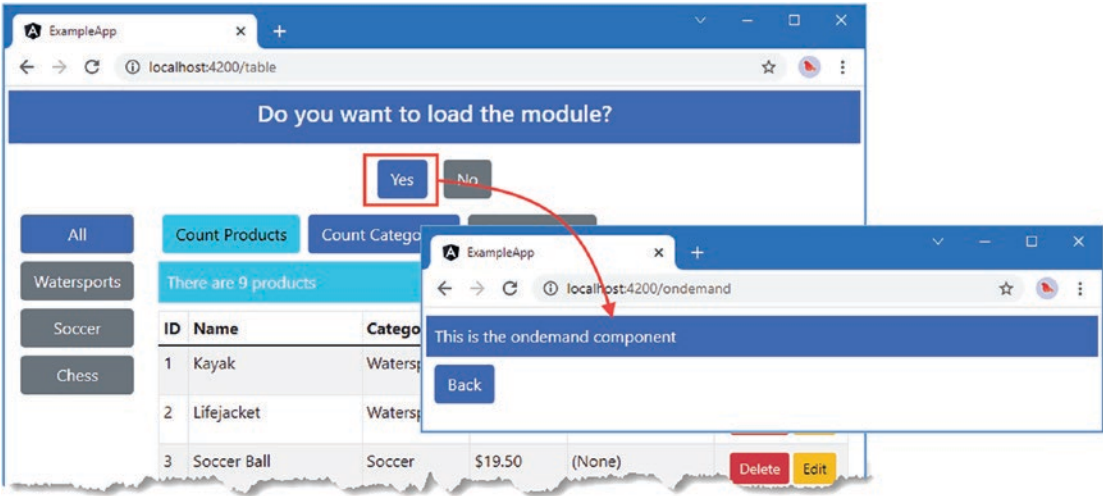 ExampleApp
localhost:4200/table
Do you want to load the module?
Yes No
All
Watersports
Soccer
Chess
Count Products Count Catego
There are 9 products
ID Name Catego
1 Kayak Watersp
2 Lifejacket Watersp
3 Soccer Ball Soccer $19.50 (None) Delete Edit
ExampleApp
localhost:4200/ondemand
This is the ondemand component
Back